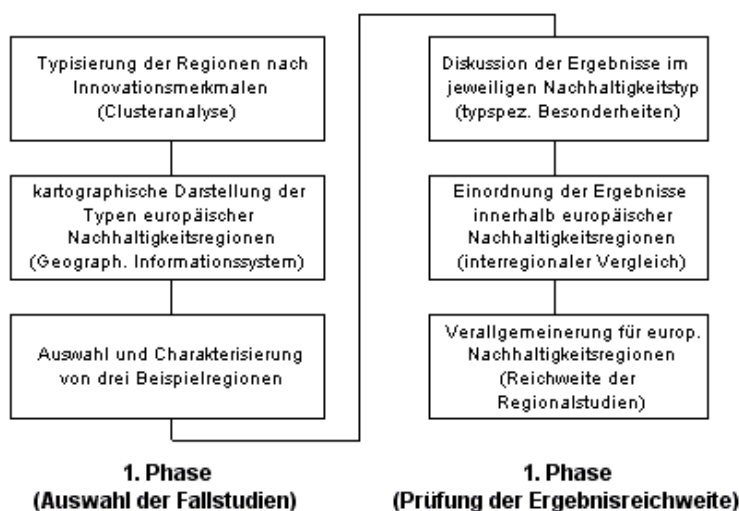 Typisierung der Regionen nach
Innovationsmerkmalen
(Clusteranalyse)
kartographische Darstellung der
Typen europäischer
Nachhaltigkeitsregionen
(Geograph. Informationssystem)
Auswahl und Charakterisierung
von drei Beispielregionen
1. Phase
(Auswahl der Fallstudien)
Diskussion der Ergebnisse im
jeweiligen Nachhaltigkeitstyp
(typspez. Besonderheiten)
Einordnung der Ergebnisse
innerhalb europäischer
Nachhaltigkeitsregionen
(interregionaler Vergleich)
Verallgemeinerung für europ.
Nachhaltigkeitsregionen
(Reichweite der
Regionalstudien)
1. Phase
(Prüfung der Ergebnisreichweite)